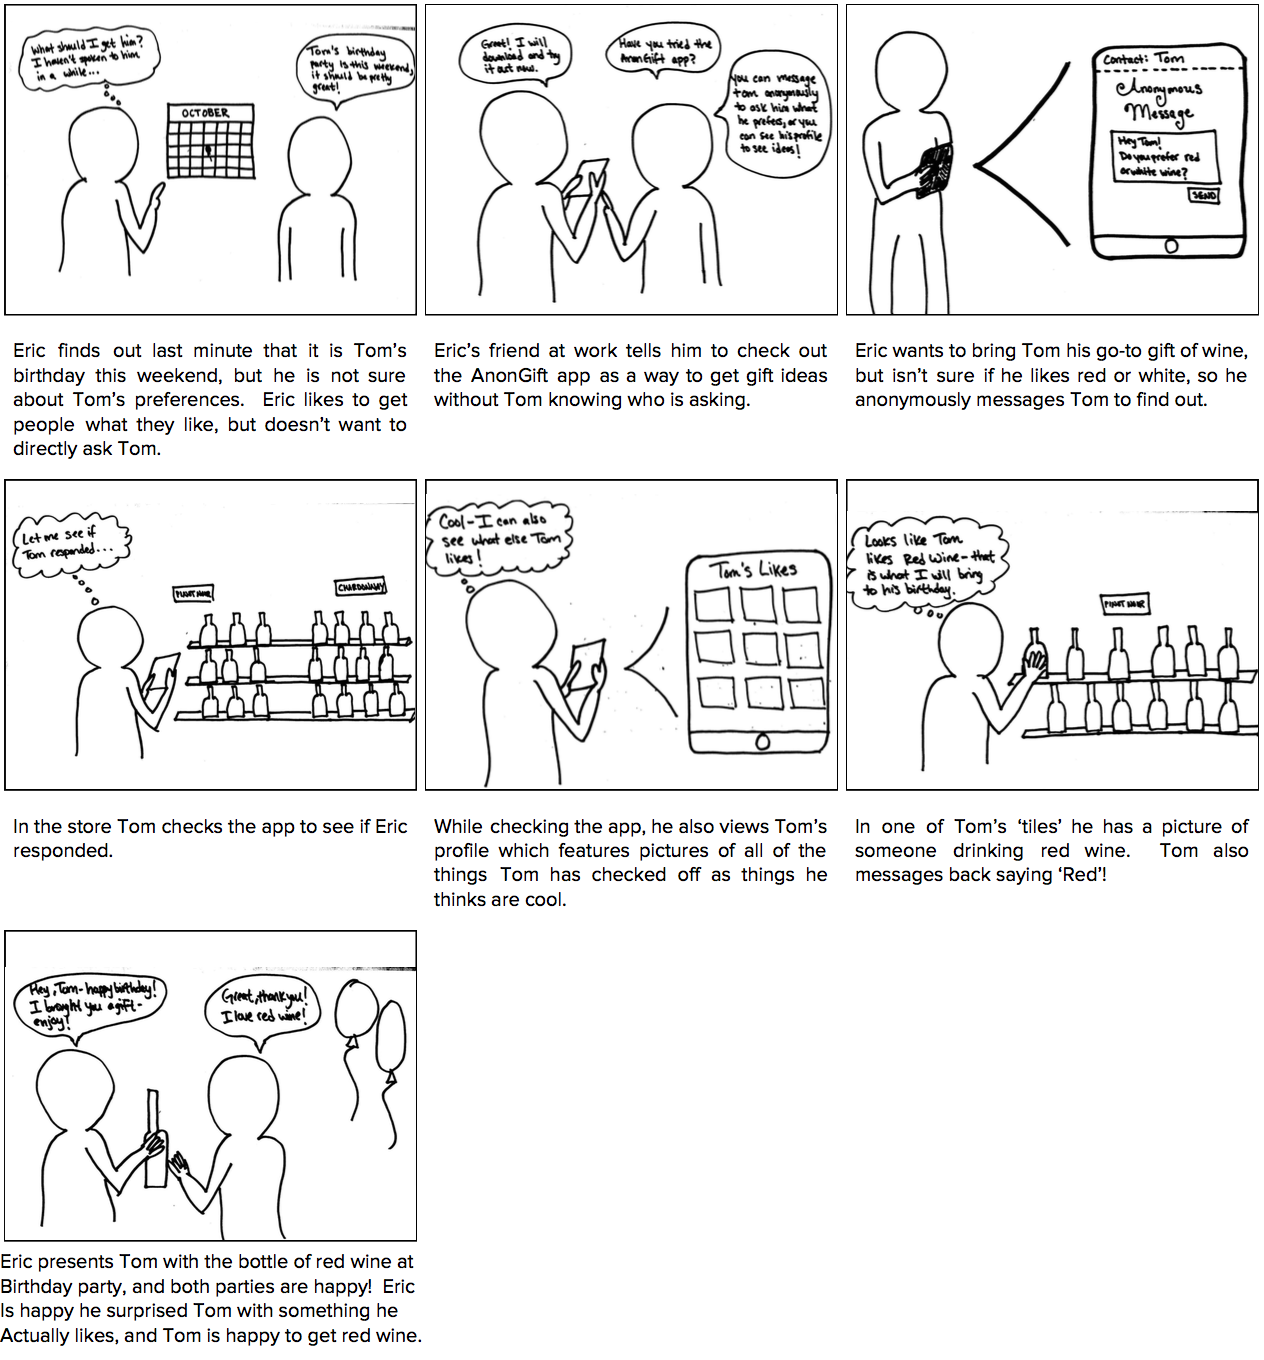 What should I get him?
I haven't spoken to him
in a while...
OCTOBER
Tom's birthday
party is this weekend,
it should be pretty
great!
Great! I will
download and try
it out now.
Have you tried the
AnonGift app?
You can message
Tom anonymously
to ask him what
he prefers, or you
can see his profile
to see ideas!
Contact: Tom
Anonymous
Message
Hey Tom!
Do you prefer red
or white wine?
SEND
Eric finds out last minute that it is Tom's
birthday this weekend, but he is not sure
about Tom's preferences. Eric likes to get
people what they like, but doesn't want to
directly ask Tom.
Eric's friend at work tells him to check out
the AnonGift app as a way to get gift ideas
without Tom knowing who is asking.
Eric wants to bring Tom his go-to gift of wine,
but isn't sure if he likes red or white, so he
anonymously messages Tom to find out.
Let me see if
Tom responded...
PINOT NOIR
CHARDONNAY
Cool-I can also
see what else Tom
likes!
Tom's Likes
Looks like Tom
likes Red Wine-that
is what I will bring
to his birthday.
PINOT NOIR
In the store Tom checks the app to see if Eric
responded.
While checking the app, he also views Tom's
profile which features pictures of all of the
things Tom has checked off as things he
thinks are cool.
In one of Tom's 'tiles' he has a picture of
someone drinking red wine. Tom also
messages back saying 'Red'!
Hey, Tom-happy birthday!
I brought you a gift-
enjoy!
Great, thank you!
I love red wine!
Eric presents Tom with the bottle of red wine at
Birthday party, and both parties are happy! Eric
Is happy he surprised Tom with something he
Actually likes, and Tom is happy to get red wine.